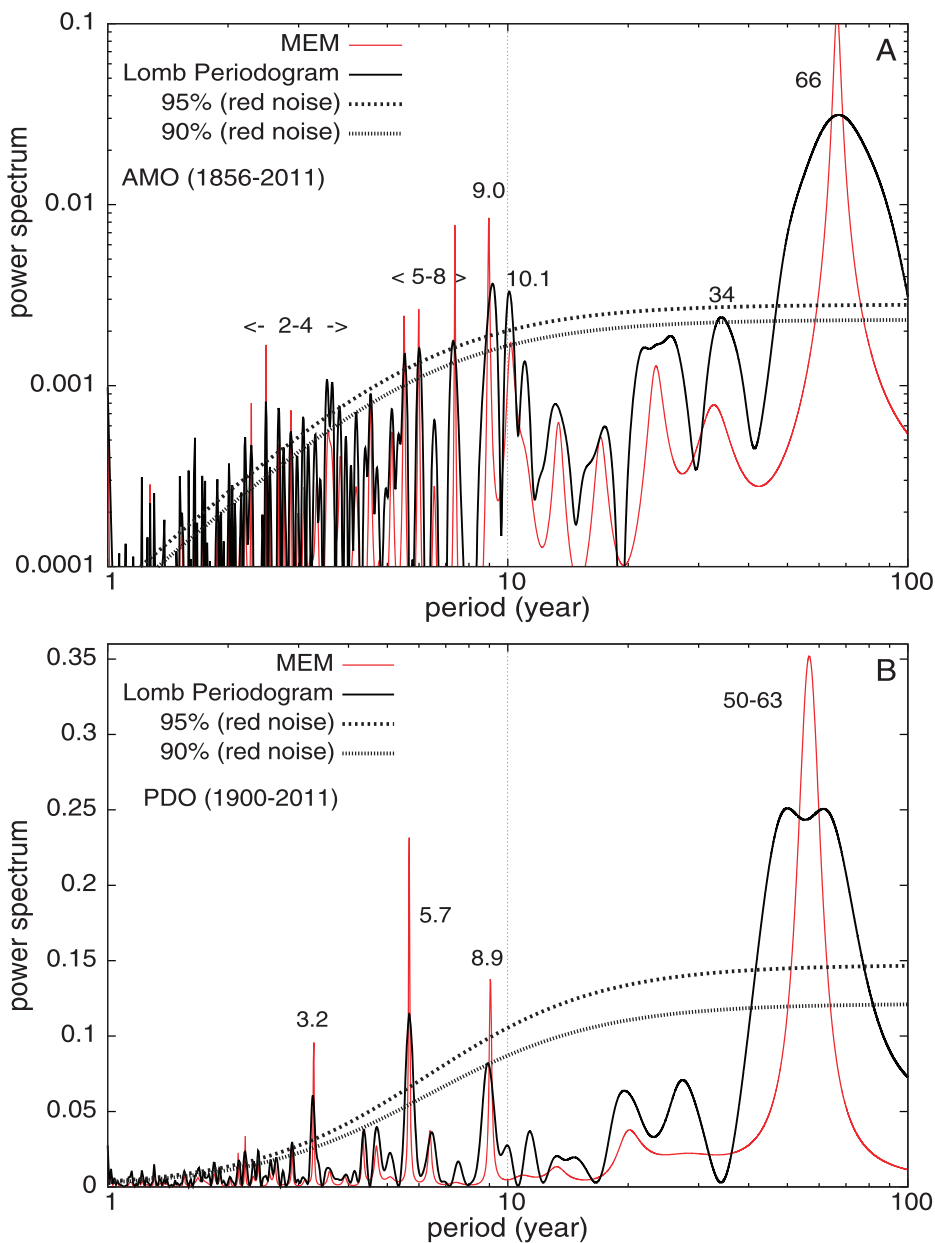 0.1
A
MEM
Lomb Periodogram
95% (red noise)
90% (red noise)
66
AMO (1856-2011)
9.0
0.01
< 5-8 >
10.1
34
<- 2-4 ->
0.001
0.0001
power spectrum
1
10
100
period (year)
0.35
B
MEM
Lomb Periodogram
95% (red noise)
90% (red noise)
50-63
0.3
PDO (1900-2011)
0.25
0.2
5.7
8.9
0.15
3.2
0.1
0.05
0
power spectrum
1
10
100
period (year)